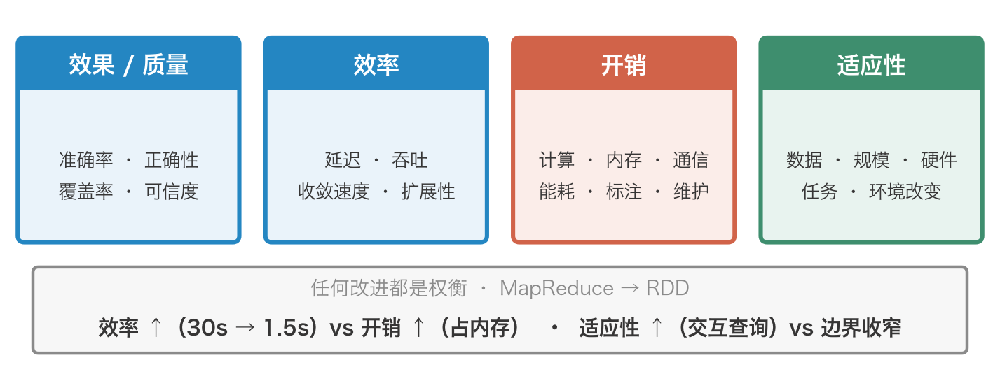 效果 / 质量
准确率 · 正确性
覆盖率 · 可信度
效率
延迟 · 吞吐
收敛速度 · 扩展性
开销
计算 · 内存 · 通信
能耗 · 标注 · 维护
适应性
数据 · 规模 · 硬件
任务 · 环境改变
任何改进都是权衡 · MapReduce → RDD
效率 ↑（30s → 1.5s）vs 开销 ↑（占内存） · 适应性 ↑（交互查询）vs 边界收窄